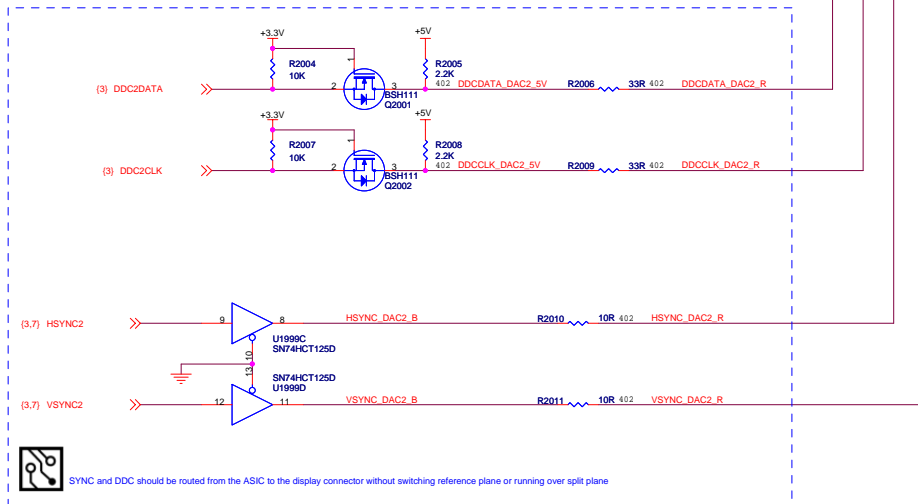 +3.3V
R2004
10K
+5V
R2005
2.2K
402
{3} DDC2DATA
2
1
3
BSH111
Q2001
DDCDATA_DAC2_5V
R2006
33R 402
DDCDATA_DAC2_R
+3.3V
R2007
10K
+5V
R2008
2.2K
402
{3} DDC2CLK
2
1
3
BSH111
Q2002
DDCCLK_DAC2_5V
R2009
33R 402
DDCCLK_DAC2_R
{3,7} HSYNC2
9
8
HSYNC_DAC2_B
R2010
10R 402
HSYNC_DAC2_R
U1999C
SN74HCT125D
10
13
SN74HCT125D
U1999D
{3,7} VSYNC2
12
11
VSYNC_DAC2_B
R2011
10R 402
VSYNC_DAC2_R
SYNC and DDC should be routed from the ASIC to the display connector without switching reference plane or running over split plane